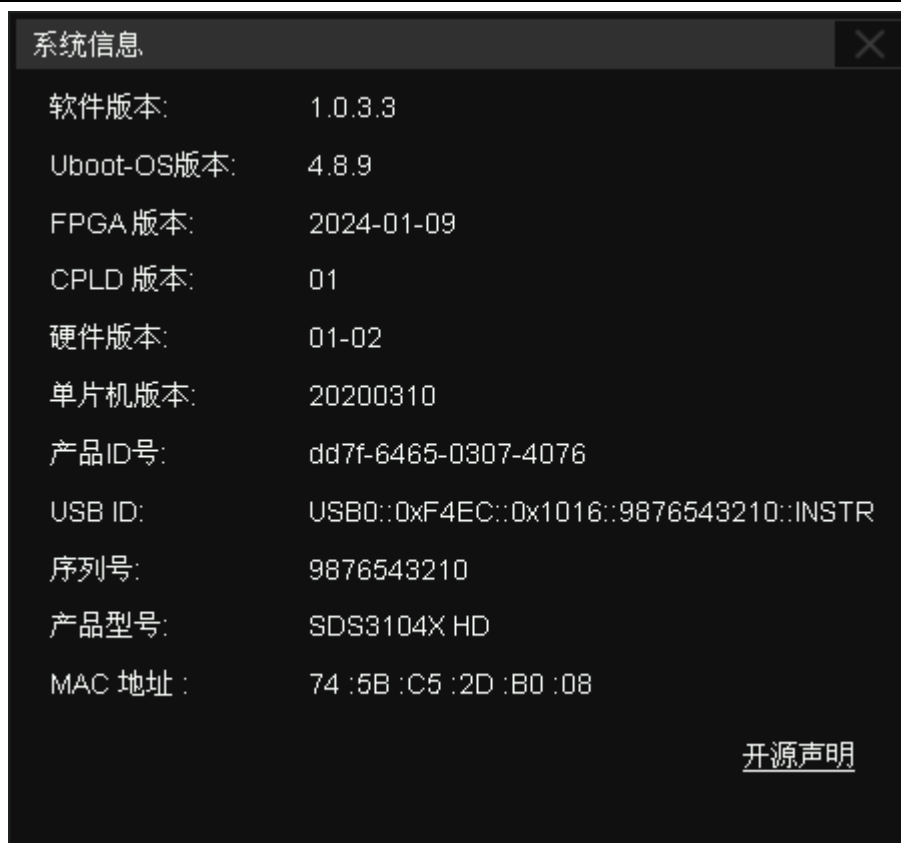 系统信息
软件版本: 1.0.3.3
Uboot-OS版本: 4.8.9
FPGA 版本: 2024-01-09
CPLD 版本: 01
硬件版本: 01-02
单片机版本: 20200310
产品ID号: dd7f-6465-0307-4076
USB ID: USB0::0xF4EC::0x1016::9876543210::INSTR
序列号: 9876543210
产品型号: SDS3104X HD
MAC 地址 : 74 :5B :C5 :2D :B0 :08
开源声明